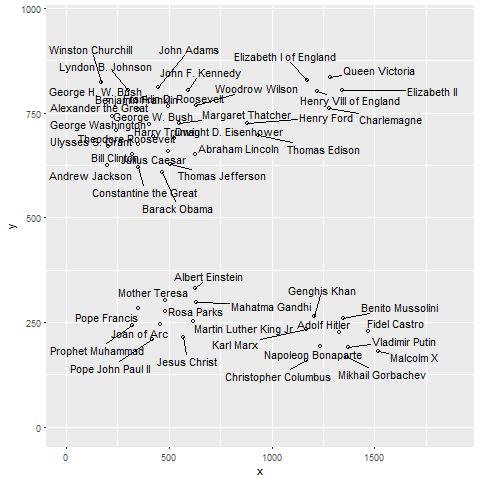 1000
Winston Churchill
John Adams
Elizabeth I of England
Lyndon B. Johnson
John F. Kennedy
Queen Victoria
George H. W. Bush
Woodrow Wilson
Elizabeth II
Benjamin Franklin
Franklin D. Roosevelt
Henry VIII of England
Alexander the Great
750
George W. Bush
Margaret Thatcher
Henry Ford
Charlemagne
George Washington
Harry Truman
Dwight D. Eisenhower
Theodore Roosevelt
Ulysses S. Grant
Abraham Lincoln
Thomas Edison
Bill Clinton
Julius Caesar
Andrew Jackson
Thomas Jefferson
Constantine the Great
Barack Obama
500
y
Albert Einstein
Mother Teresa
Genghis Khan
Mahatma Gandhi
Benito Mussolini
Rosa Parks
Pope Francis
250
Martin Luther King Jr.
Adolf Hitler
Fidel Castro
Joan of Arc
Karl Marx
Vladimir Putin
Prophet Muhammad
Napoleon Bonaparte
Malcolm X
Jesus Christ
Pope John Paul II
Christopher Columbus
Mikhail Gorbachev
0
0
500
1000
1500
x